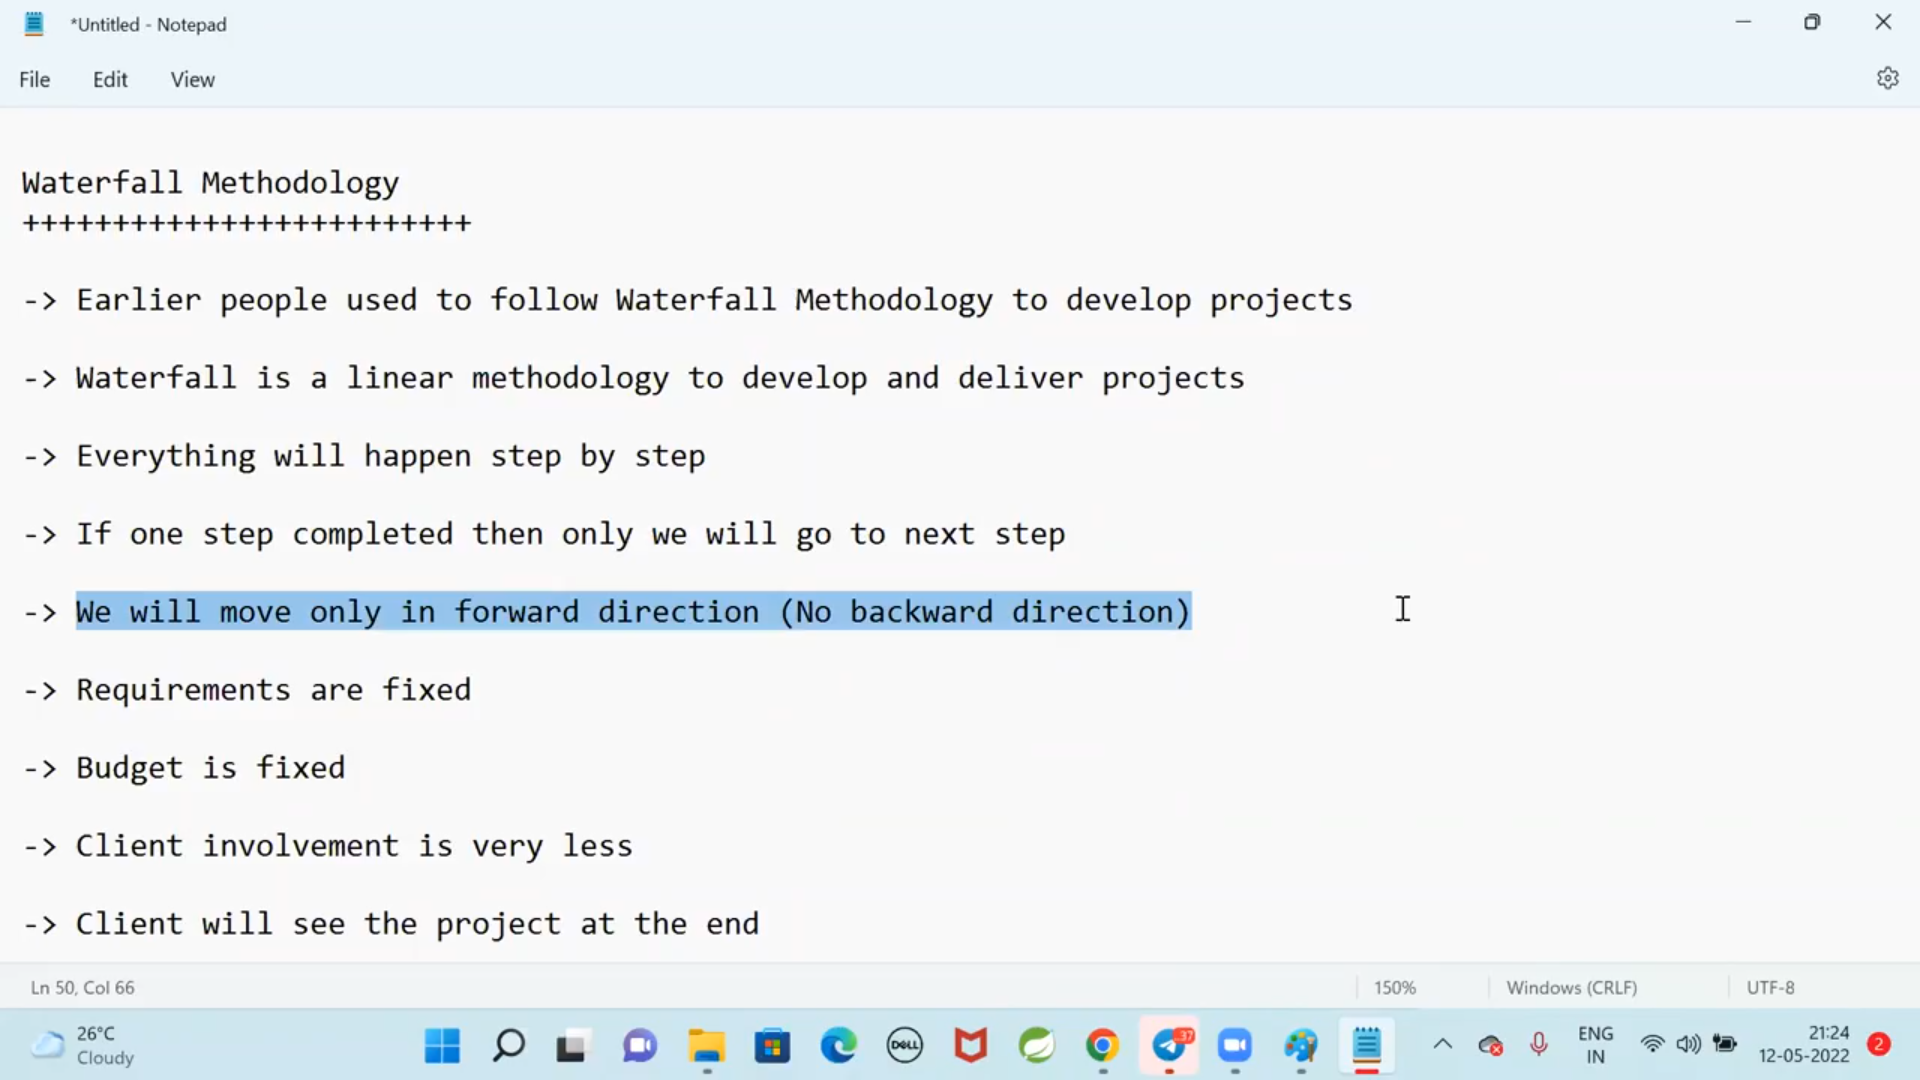 *Untitled - Notepad
File Edit View
Waterfall Methodology
+++++++++++++++++++++++++
-> Earlier people used to follow Waterfall Methodology to develop projects
-> Waterfall is a linear methodology to develop and deliver projects
-> Everything will happen step by step
-> If one step completed then only we will go to next step
-> We will move only in forward direction (No backward direction)
-> Requirements are fixed
-> Budget is fixed
-> Client involvement is very less
-> Client will see the project at the end
Ln 50, Col 66 150% Windows (CRLF) UTF-8
26°C
Cloudy
DELL
37
ENG
IN
21:24
12-05-2022
2